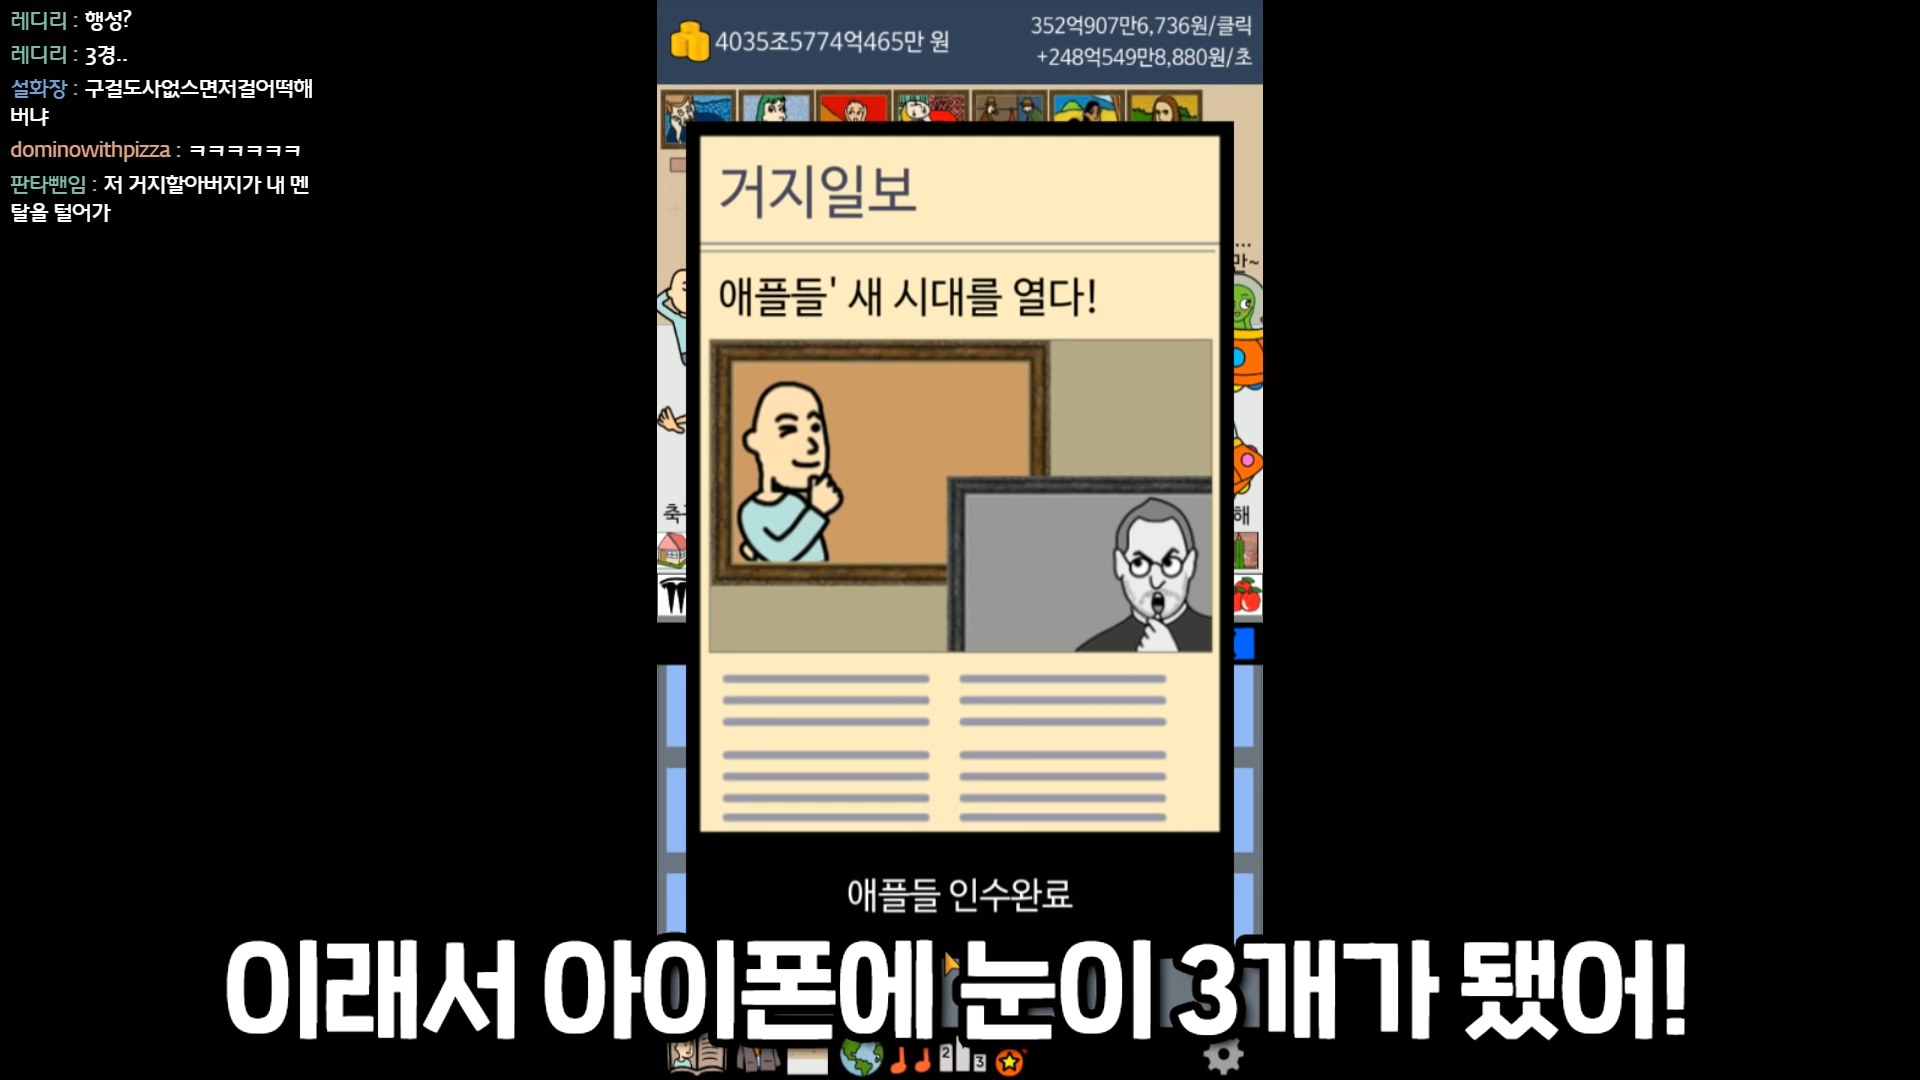 레디리 : 행성?
레디리 : 3경..
설화장 : 구걸도사없스면저걸어떡해
버냐
dominowithpizza : ㅋㅋㅋㅋㅋㅋ
판타뺀임 : 저 거지할아버지가 내 멘
탈을 털어가
4035조5774억465만 원
352억907만6,736원/클릭
+248억549만8,880원/초
거지일보
애플들' 새 시대를 열다!
만~
축
해
애플들 인수완료
이래서 아이폰에 눈이 3개가 됐어!
2
3